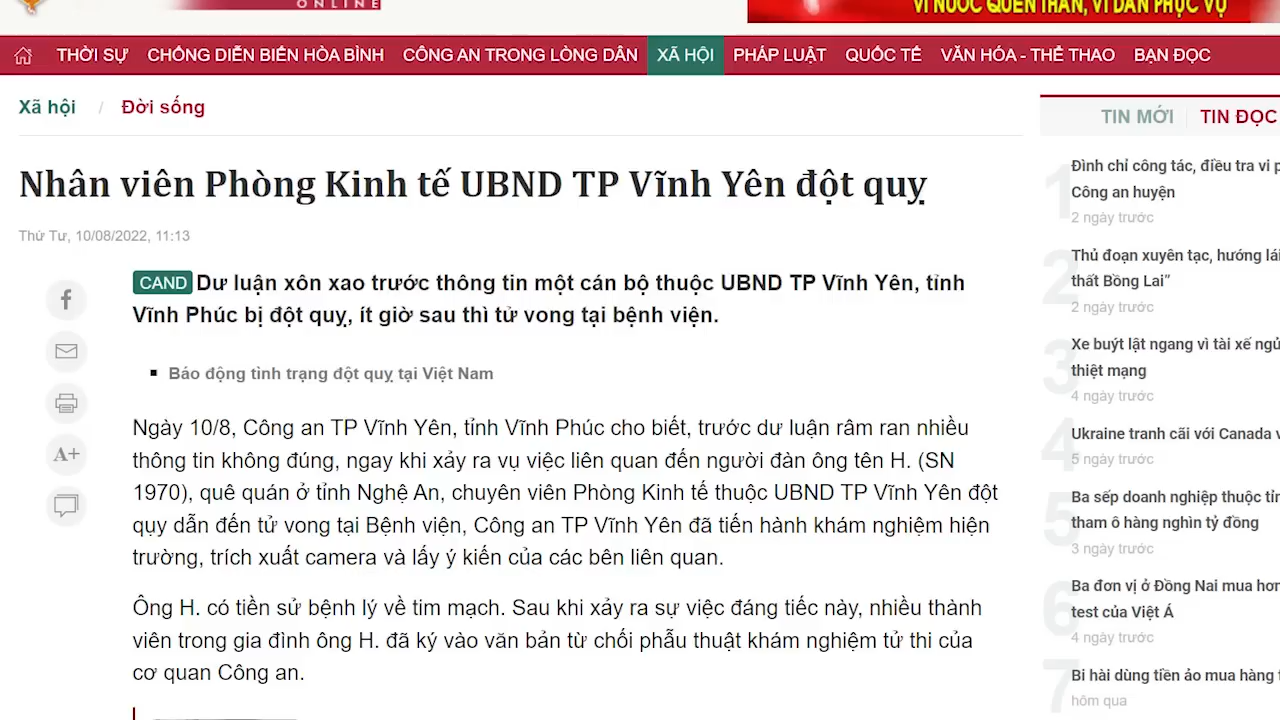 ONLINE
VÌ NƯỚC QUÊN THÂN, VÌ DÂN PHỤC VỤ
THỜI SỰ CHỐNG DIỄN BIẾN HÒA BÌNH CÔNG AN TRONG LÒNG DÂN XÃ HỘI PHÁP LUẬT QUỐC TẾ VĂN HÓA - THỂ THAO BẠN ĐỌC
Xã hội / Đời sống
Nhân viên Phòng Kinh tế UBND TP Vĩnh Yên đột quỵ
Thứ Tư, 10/08/2022, 11:13
CAND Dư luận xôn xao trước thông tin một cán bộ thuộc UBND TP Vĩnh Yên, tỉnh
Vĩnh Phúc bị đột quỵ, ít giờ sau thì tử vong tại bệnh viện.
Báo động tình trạng đột quỵ tại Việt Nam
Ngày 10/8, Công an TP Vĩnh Yên, tỉnh Vĩnh Phúc cho biết, trước dư luận râm ran nhiều
thông tin không đúng, ngay khi xảy ra vụ việc liên quan đến người đàn ông tên H. (SN
1970), quê quán ở tỉnh Nghệ An, chuyên viên Phòng Kinh tế thuộc UBND TP Vĩnh Yên đột
quỵ dẫn đến tử vong tại Bệnh viện, Công an TP Vĩnh Yên đã tiến hành khám nghiệm hiện
trường, trích xuất camera và lấy ý kiến của các bên liên quan.
Ông H. có tiền sử bệnh lý về tim mạch. Sau khi xảy ra sự việc đáng tiếc này, nhiều thành
viên trong gia đình ông H. đã ký vào văn bản từ chối phẫu thuật khám nghiệm tử thi của
cơ quan Công an.
A+
TIN MỚI TIN ĐỌC
1
Đình chỉ công tác, điều tra vi
Công an huyện
2 ngày trước
2
Thủ đoạn xuyên tạc, hướng lái
thất Bồng Lai”
2 ngày trước
3
Xe buýt lật ngang vì tài xế ngủ
thiệt mạng
4 ngày trước
4
Ukraine tranh cãi với Canada
5 ngày trước
5
Ba sếp doanh nghiệp thuộc
tham ô hàng nghìn tỷ đồng
3 ngày trước
6
Ba đơn vị ở Đồng Nai mua
test của Việt Á
4 ngày trước
7
Bi hài dùng tiền ảo mua hàng
hôm qua